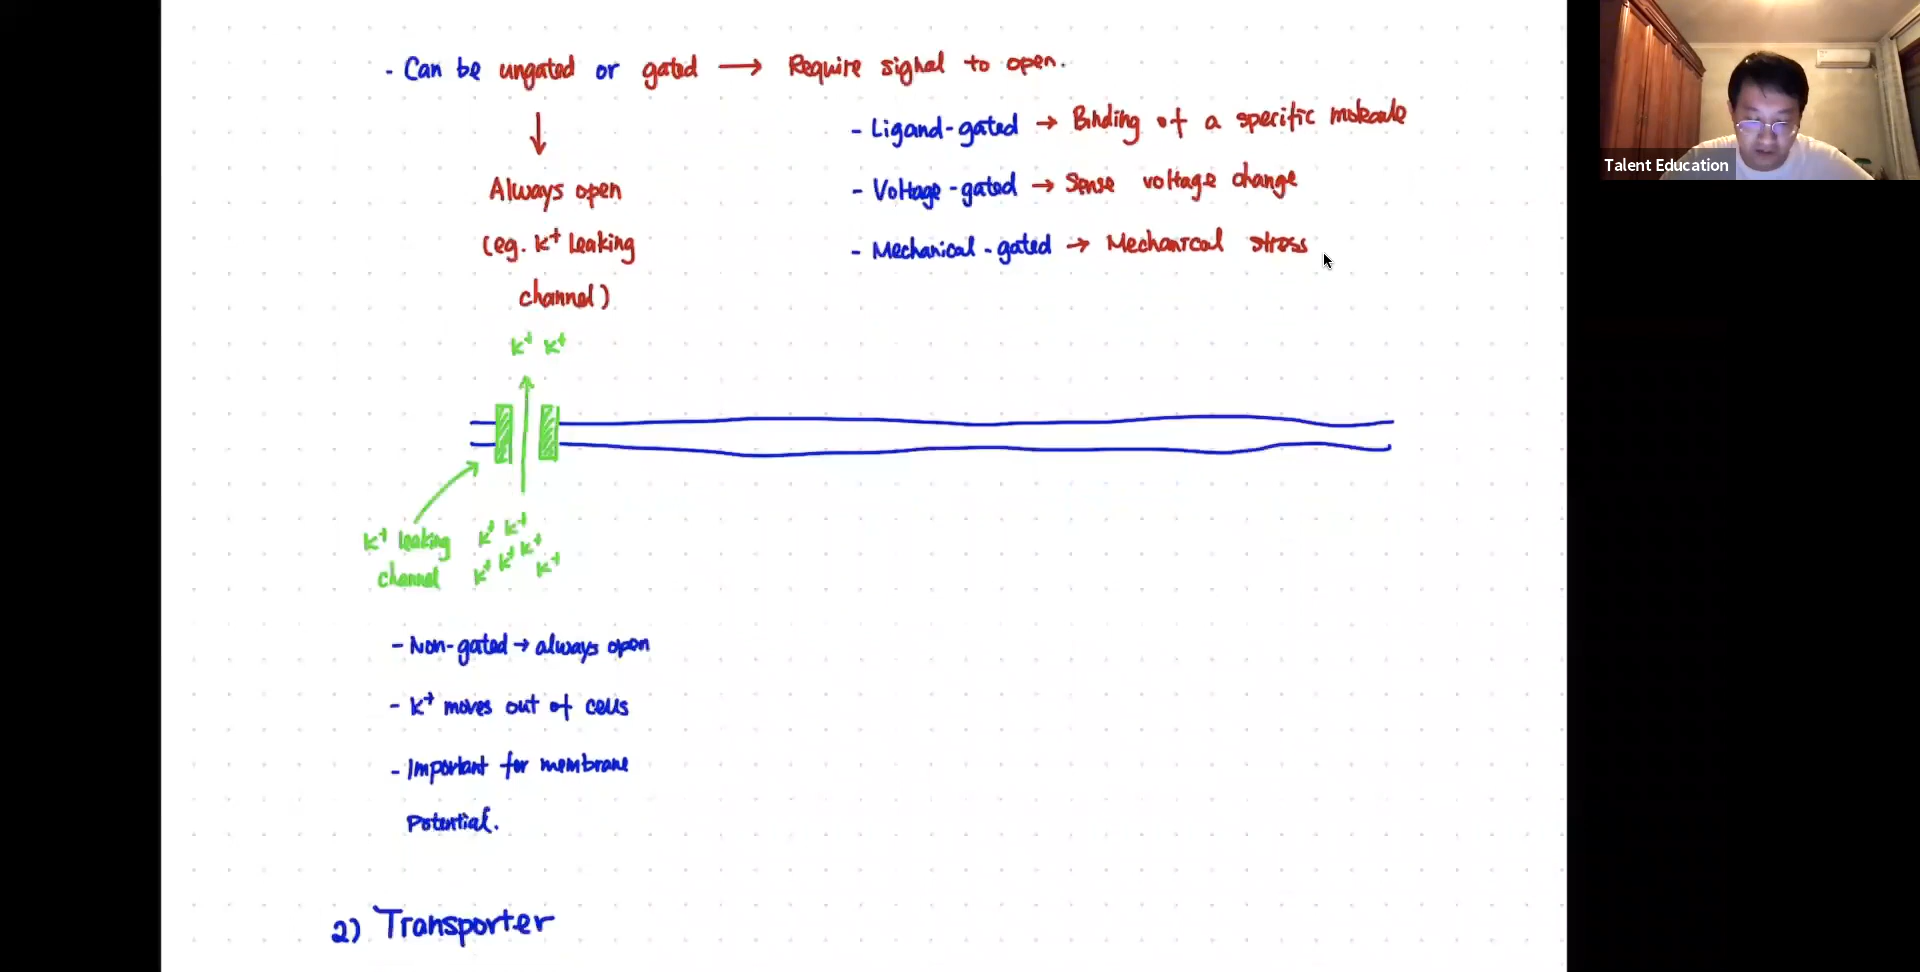 - Can be ungated or gated → Require signal to open.
- Ligand-gated → Binding of a specific molecule
- Voltage-gated → Sense voltage change
- Mechanical-gated → Mechanical stress
↓
Always open
(eg. K+ leaking
channel)
K+ K+
K+ leaking
channel
K+ K+
K+ K+ K+ K+
- Non-gated → always open
- K+ moves out of cells
- Important for membrane
potential.
2) Transporter
Talent Education